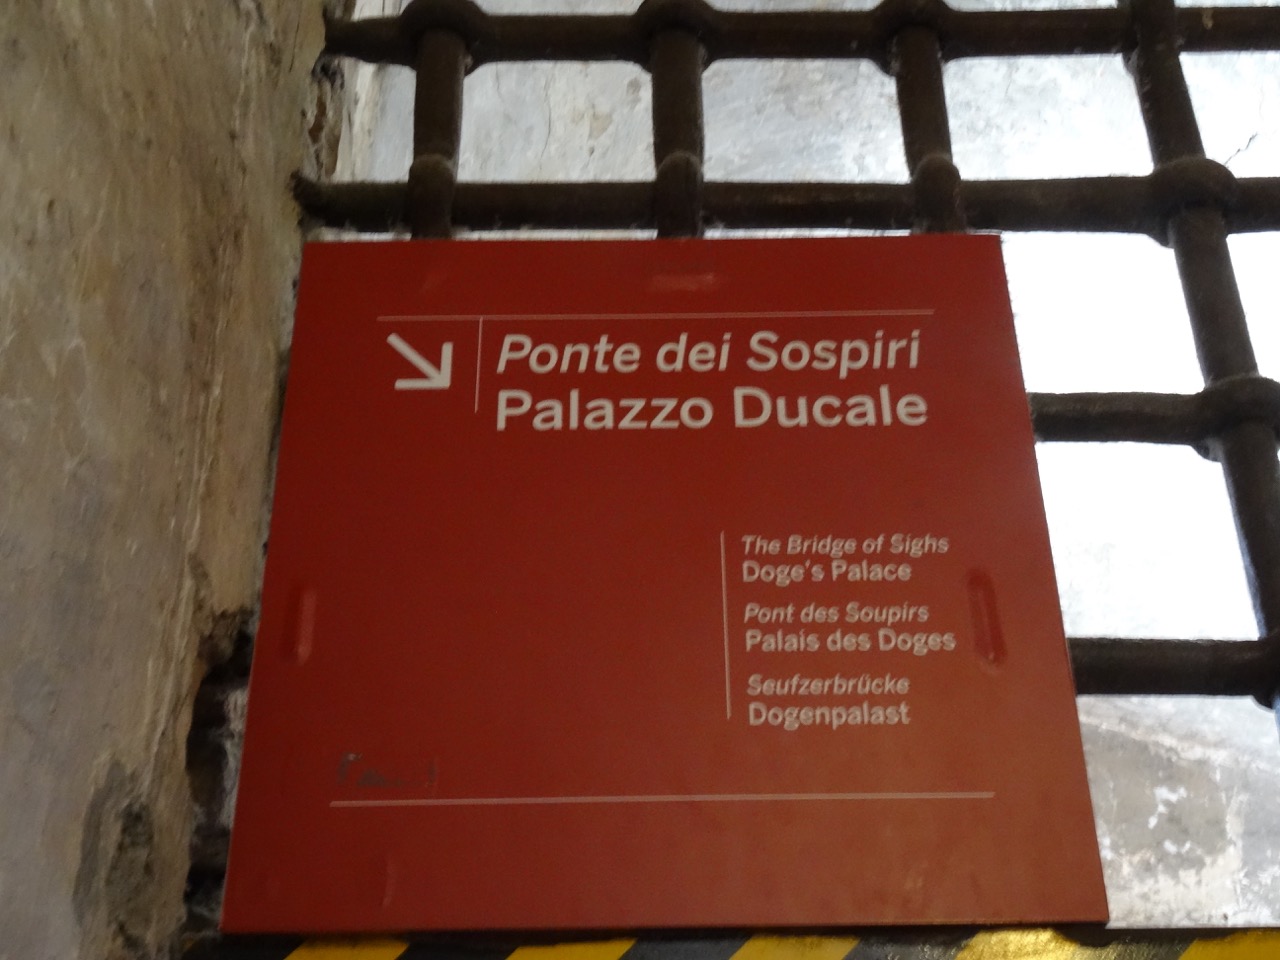 Ponte dei Sospiri
Palazzo Ducale
The Bridge of Sighs
Doge's Palace
Pont des Soupirs
Palais des Doges
Seufzerbrücke
Dogenpalast